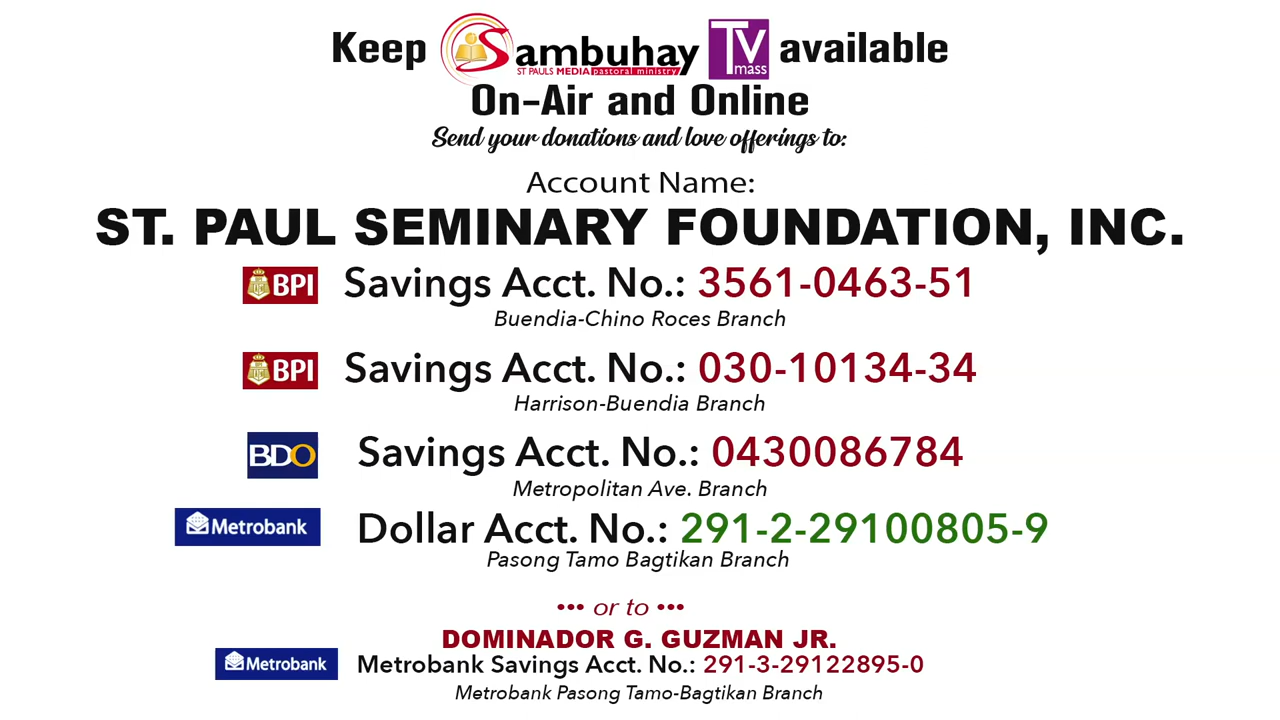 Keep Sambuhay TV mass available
ST PAULS MEDIA pastoral ministry
On-Air and Online
Send your donations and love offerings to:
Account Name:
ST. PAUL SEMINARY FOUNDATION, INC.
BPI Savings Acct. No.: 3561-0463-51
Buendia-Chino Roces Branch
BPI Savings Acct. No.: 030-10134-34
Harrison-Buendia Branch
BDO Savings Acct. No.: 0430086784
Metropolitan Ave. Branch
Metrobank Dollar Acct. No.: 291-2-29100805-9
Pasong Tamo Bagtikan Branch
••• or to •••
DOMINADOR G. GUZMAN JR.
Metrobank Metrobank Savings Acct. No.: 291-3-29122895-0
Metrobank Pasong Tamo-Bagtikan Branch